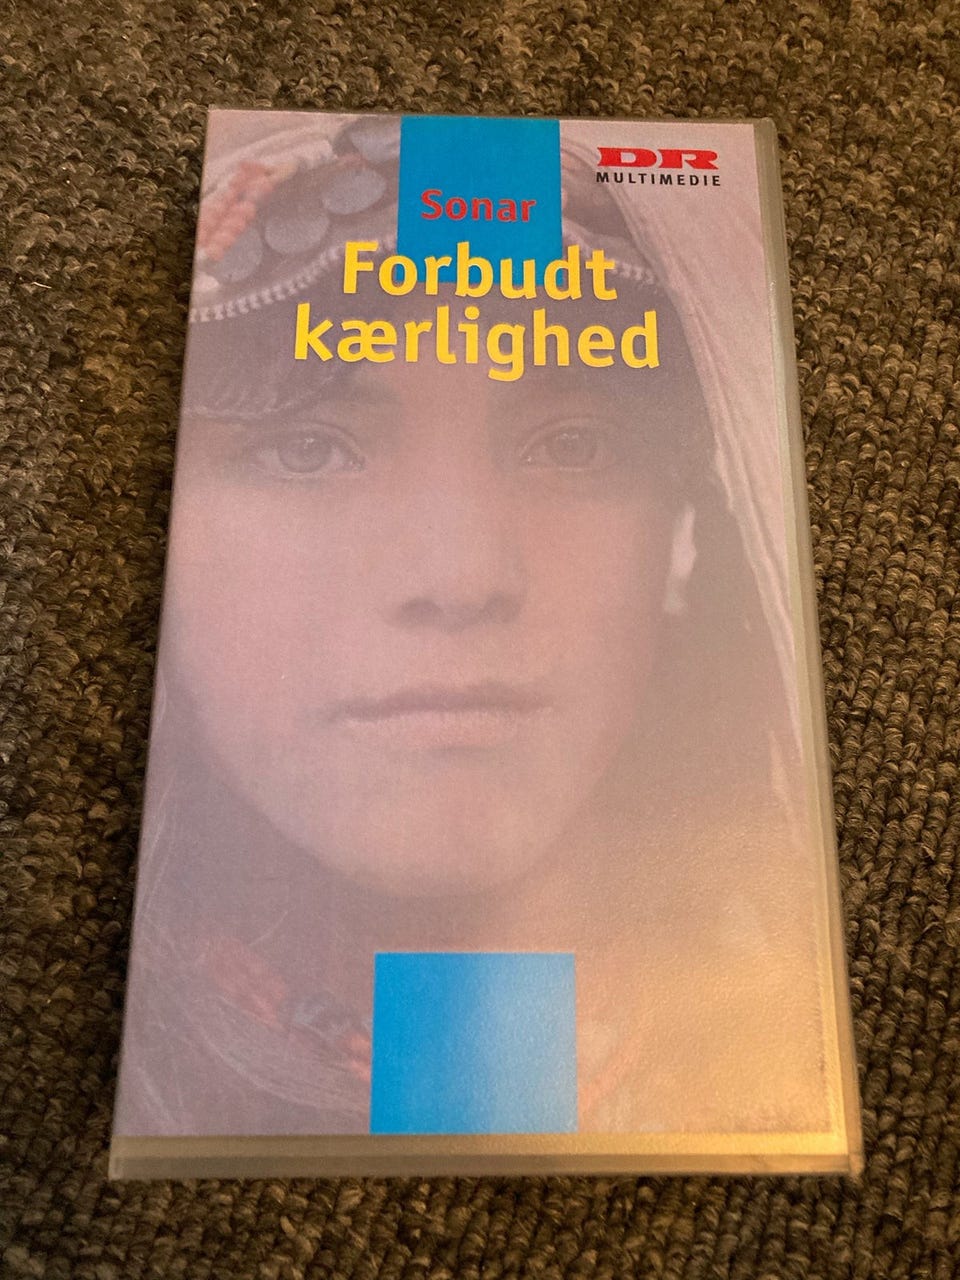 DR
MULTIMEDIE
Sonar
Forbudt
kærlighed